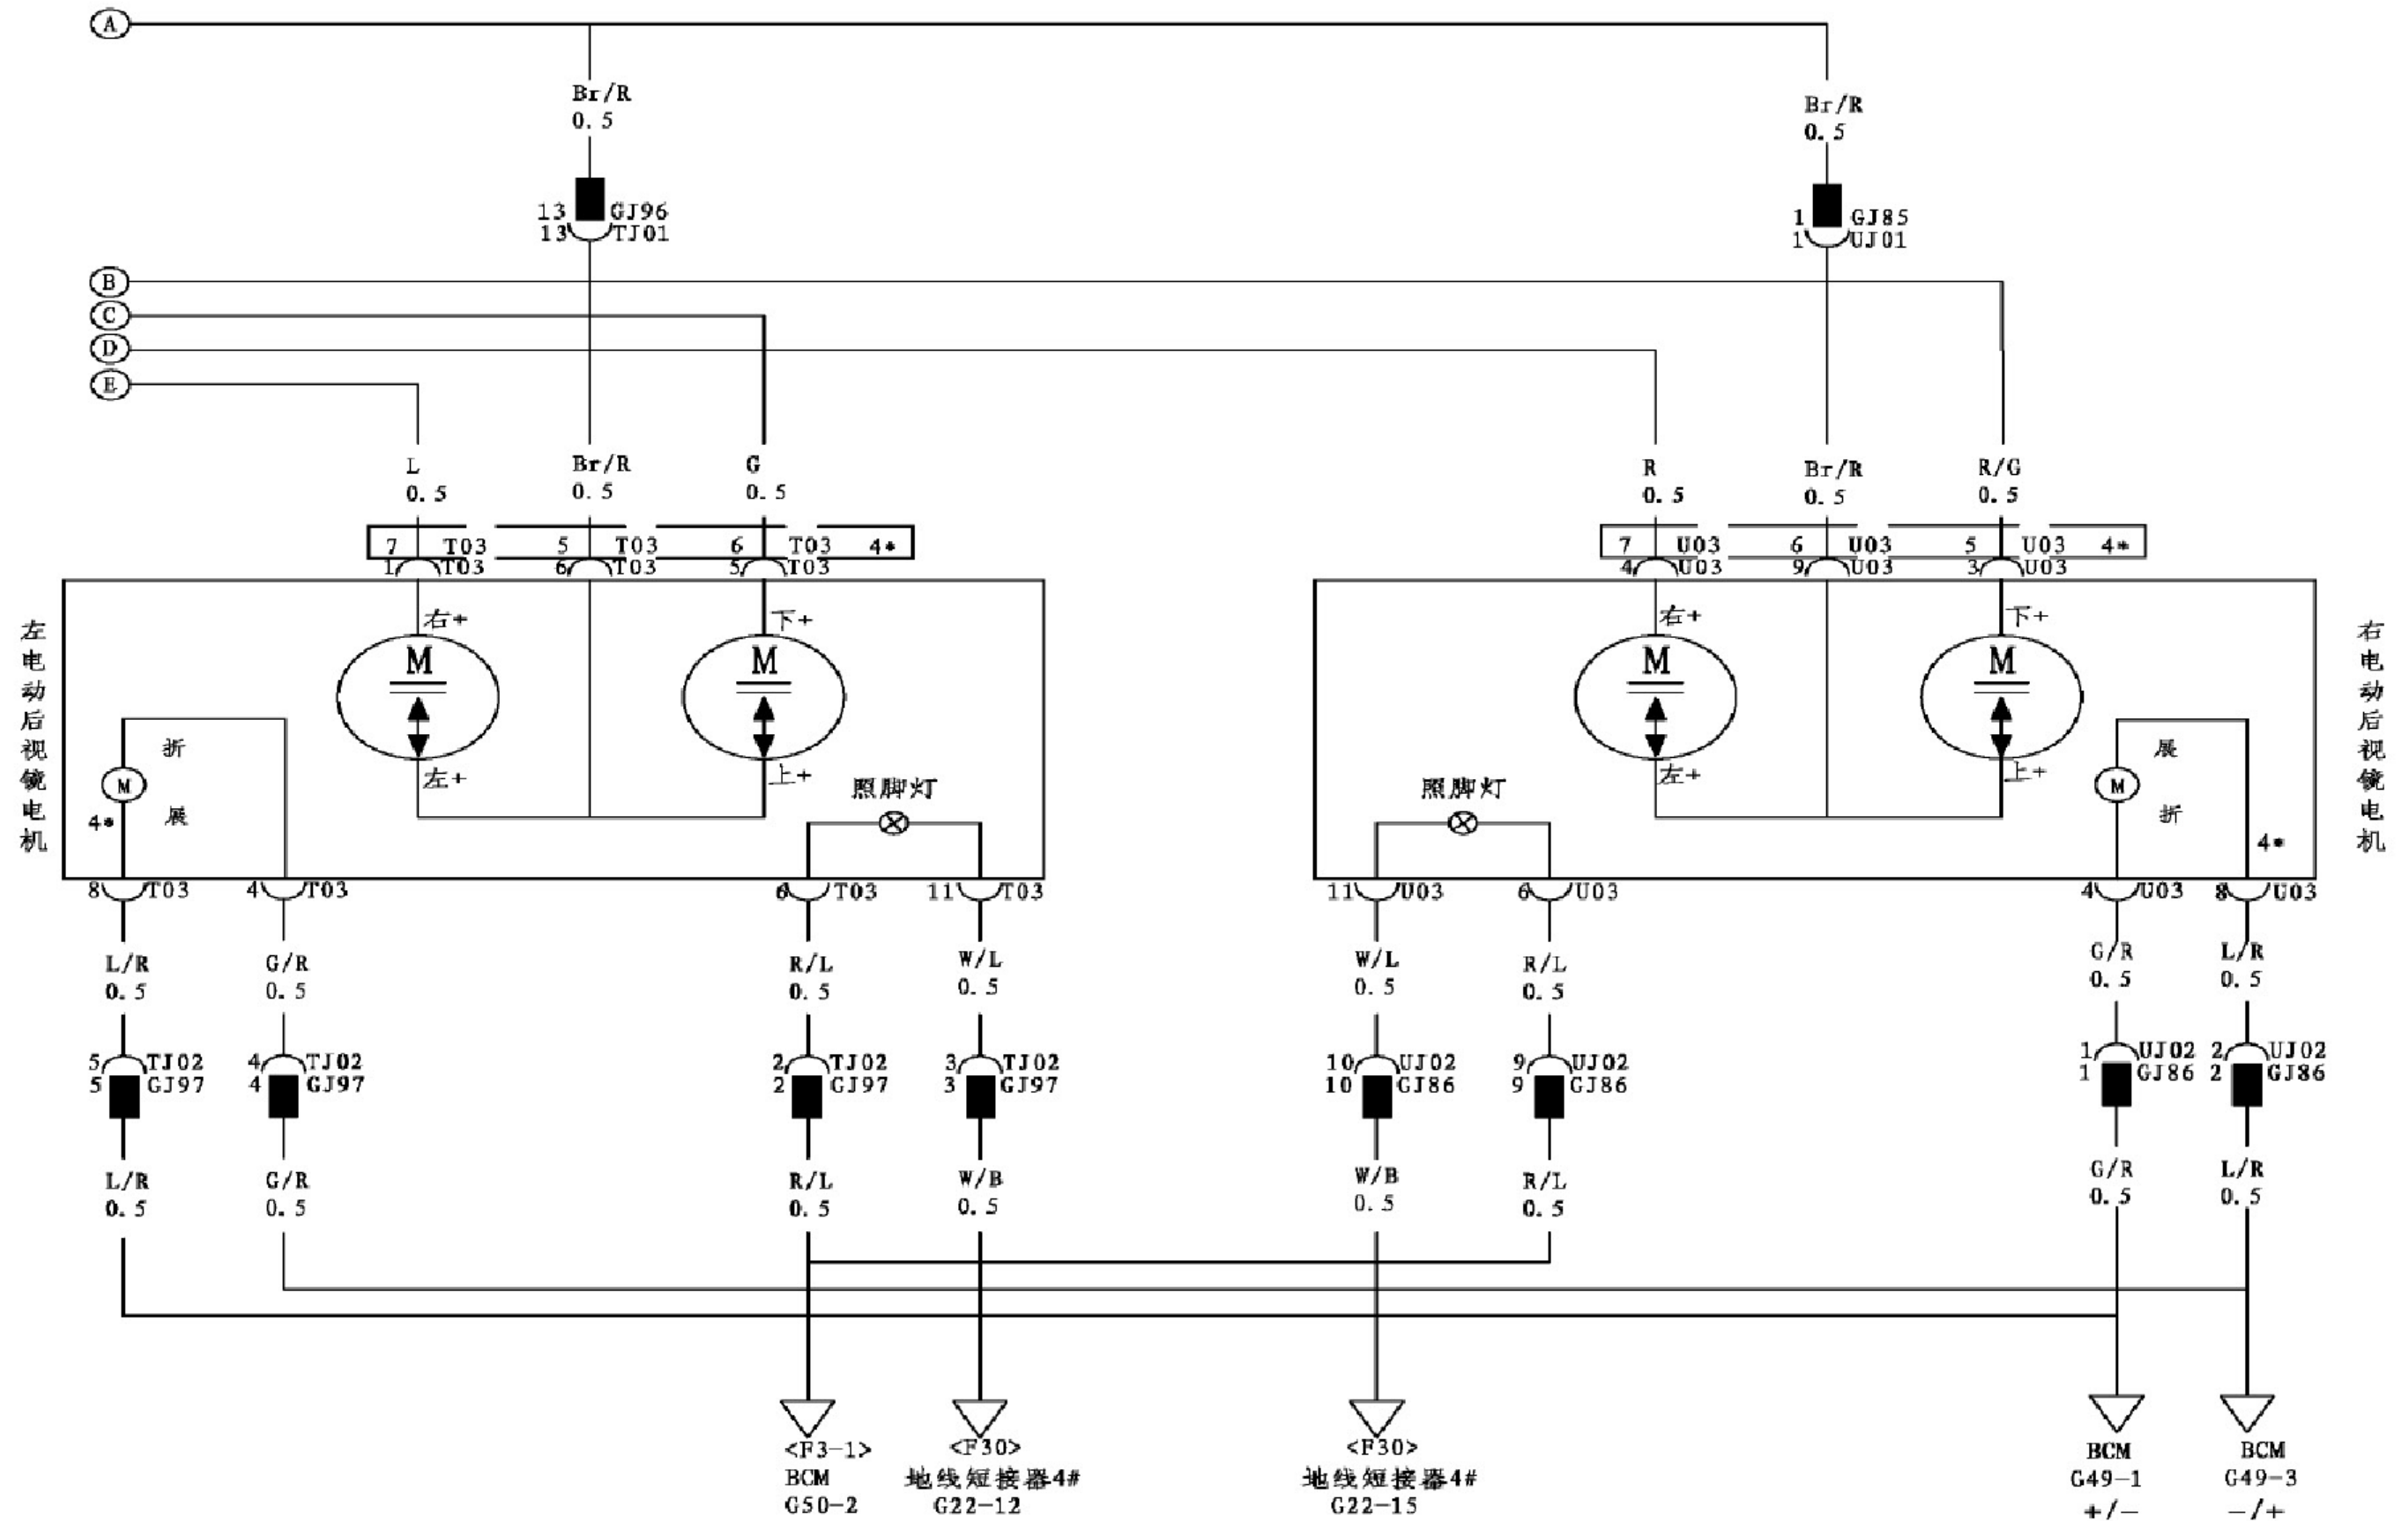 A
Br/R
0.5
Br/R
0.5
13 GJ96
13 TJ01
1 GJ85
1 UJ01
B
C
D
E
L
0.5
Br/R
0.5
G
0.5
R
0.5
Br/R
0.5
R/G
0.5
7 T03 5 T03 6 T03 4*
1 T03 6 T03 5 T03
7 U03 6 U03 5 U03 4*
4 U03 9 U03 3 U03
左电动后视镜电机
右+
M
左+
下+
M
上+
折
M
4*
展
照脚灯
右+
M
左+
下+
M
上+
照脚灯
展
M
折
4*
右电动后视镜电机
8 T03 4 T03 6 T03 11 T03
11 U03 6 U03 4 U03 8 U03
L/R
0.5
G/R
0.5
R/L
0.5
W/L
0.5
W/L
0.5
R/L
0.5
G/R
0.5
L/R
0.5
5 TJ02 4 TJ02 2 TJ02 3 TJ02
5 GJ97 4 GJ97 2 GJ97 3 GJ97
10 UJ02 9 UJ02 1 UJ02 2 UJ02
10 GJ86 9 GJ86 1 GJ86 2 GJ86
L/R
0.5
G/R
0.5
R/L
0.5
W/B
0.5
W/B
0.5
R/L
0.5
G/R
0.5
L/R
0.5
<F3-1>
BCM
G50-2
<F30>
地线短接器4#
G22-12
<F30>
地线短接器4#
G22-15
BCM
G49-1
+/-
BCM
G49-3
-/+